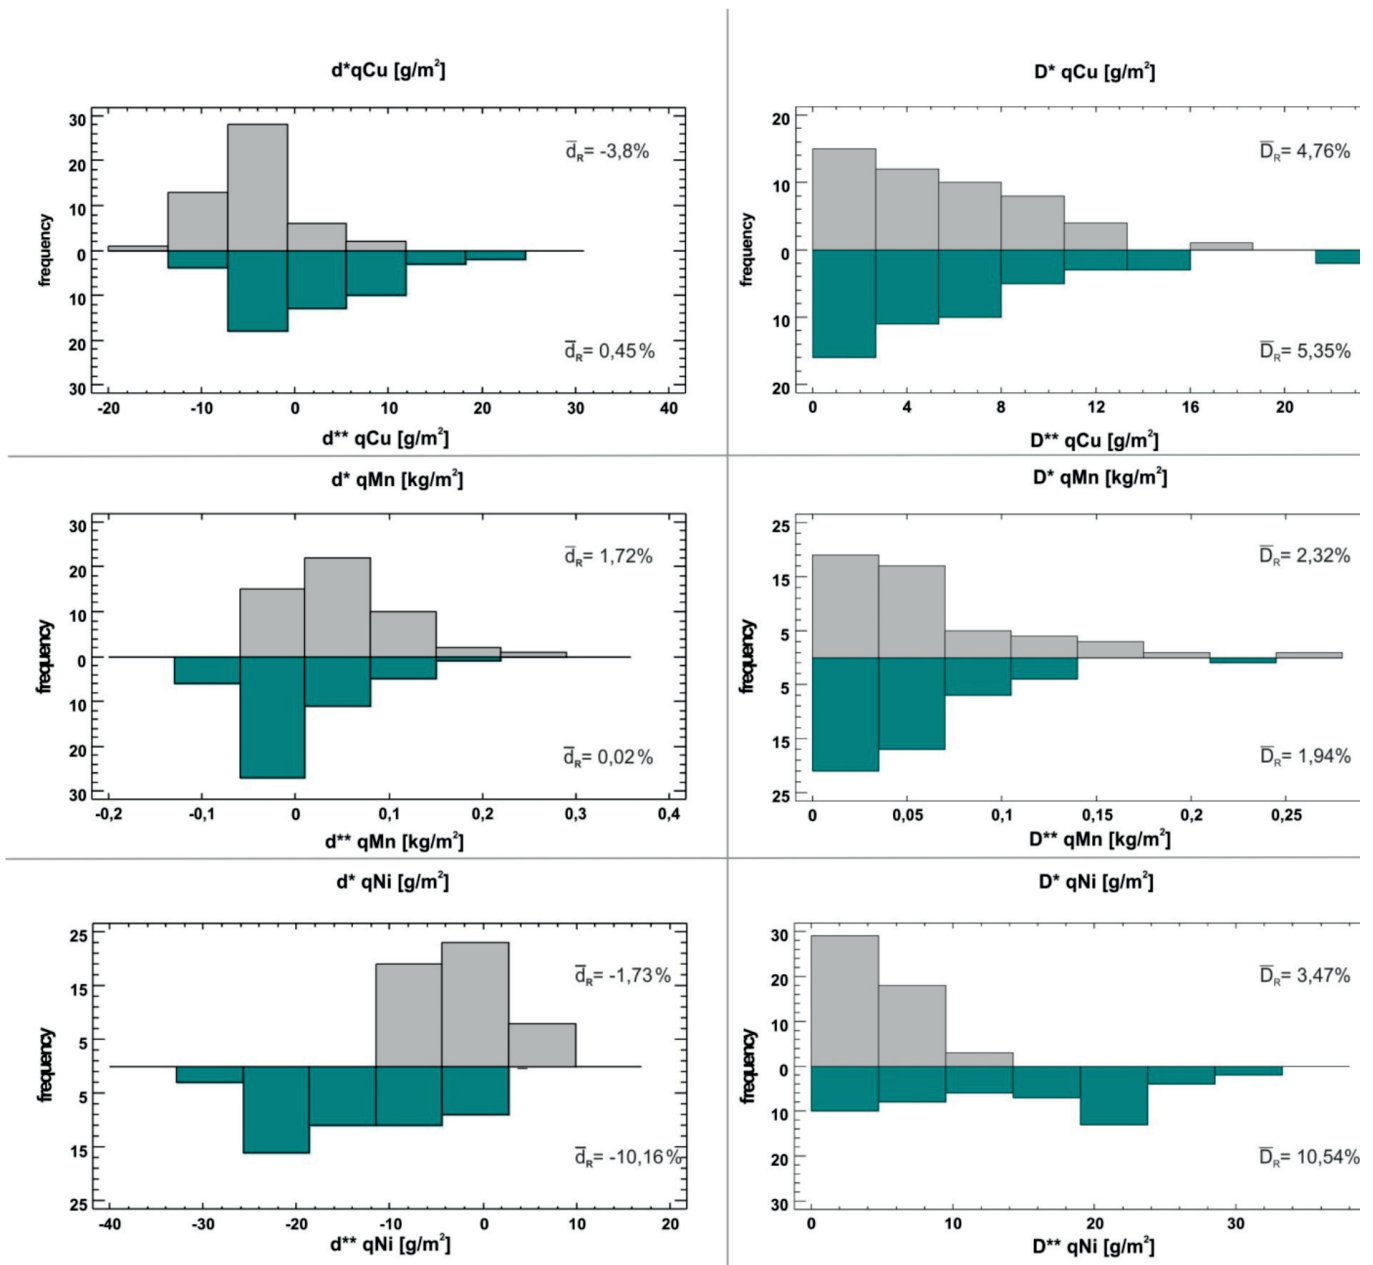 d*qCu [g/m²]
30
20
10
0
10
20
30
frequency
d̅R= -3,8%
d̅R= 0,45%
-20 -10 0 10 20 30 40
d** qCu [g/m²]
D* qCu [g/m²]
20
10
0
10
20
frequency
D̅R= 4,76%
D̅R= 5,35%
0 4 8 12 16 20
D** qCu [g/m²]
d* qMn [kg/m²]
30
20
10
0
10
20
30
frequency
d̅R= 1,72%
d̅R= 0,02%
-0,2 -0,1 0 0,1 0,2 0,3 0,4
d** qMn [kg/m²]
D* qMn [kg/m²]
25
15
5
5
15
25
frequency
D̅R= 2,32%
D̅R= 1,94%
0 0,05 0,1 0,15 0,2 0,25
D** qMn [kg/m²]
d* qNi [g/m²]
25
15
5
5
15
25
frequency
d̅R= -1,73%
d̅R= -10,16%
-40 -30 -20 -10 0 10 20
d** qNi [g/m²]
D* qNi [g/m²]
30
20
10
0
10
20
30
frequency
D̅R= 3,47%
D̅R= 10,54%
0 10 20 30
D** qNi [g/m²]